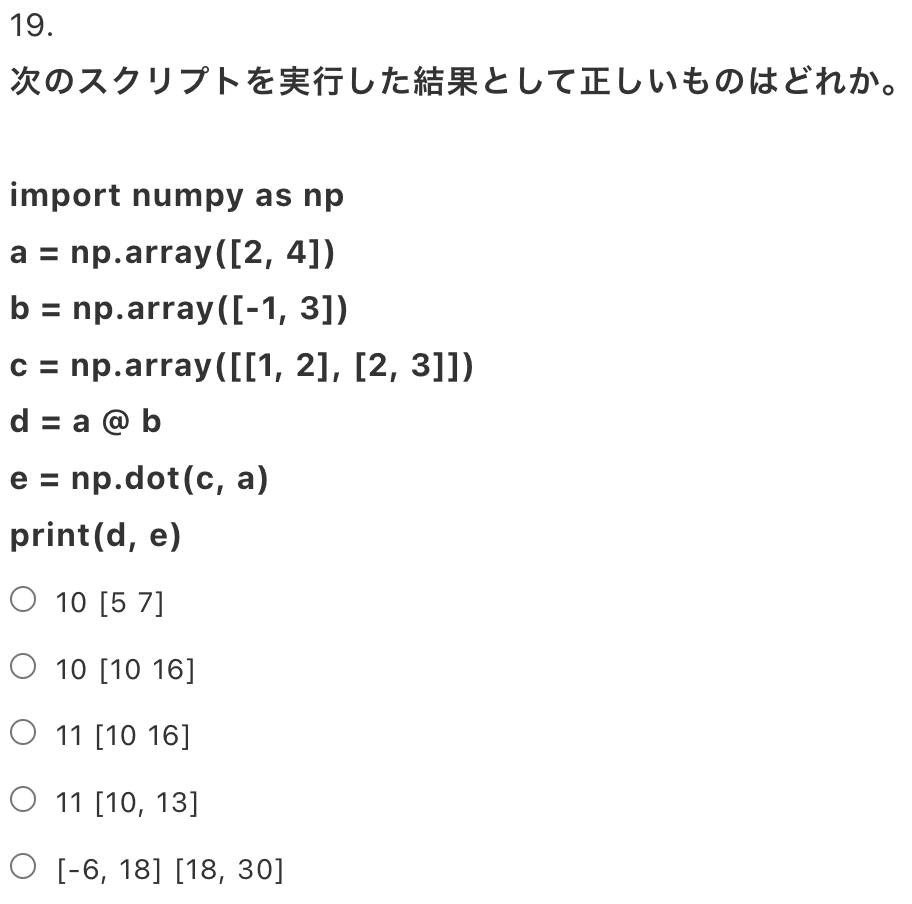 19.
次のスクリプトを実行した結果として正しいものはどれか。
import numpy as np
a = np.array([2, 4])
b = np.array([-1, 3])
c = np.array([[1, 2], [2, 3]])
d = a @ b
e = np.dot(c, a)
print(d, e)
10 [5 7]
10 [10 16]
11 [10 16]
11 [10, 13]
[-6, 18] [18, 30]